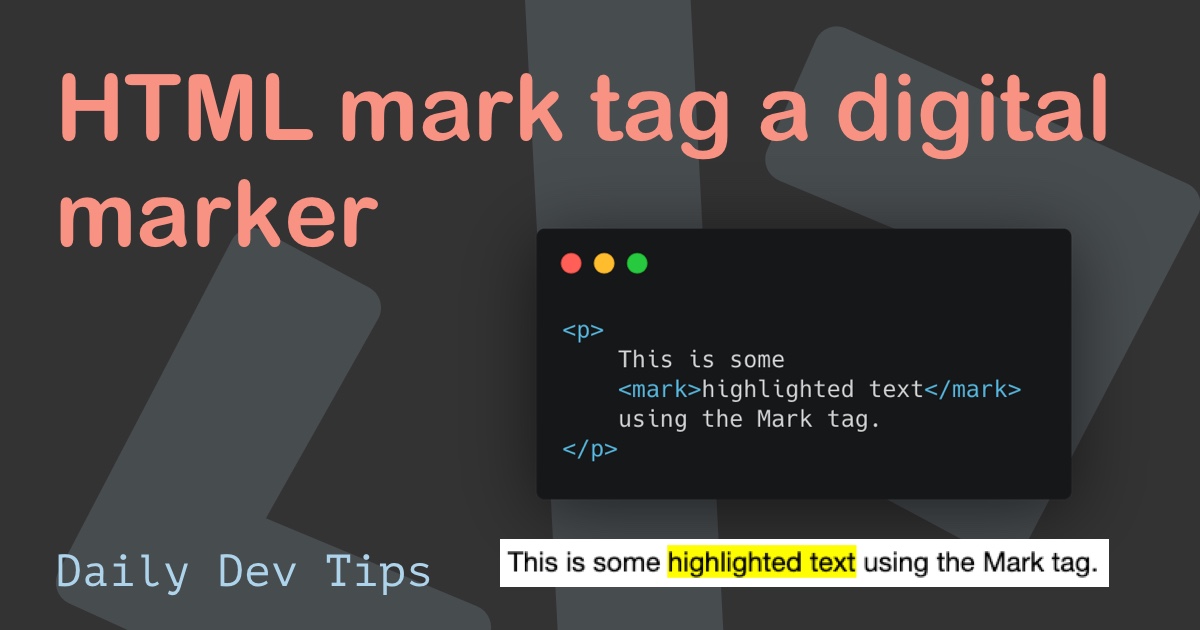 HTML mark tag a digital
marker
<p>
This is some
<mark>highlighted text</mark>
using the Mark tag.
</p>
Daily Dev Tips
This is some highlighted text using the Mark tag.